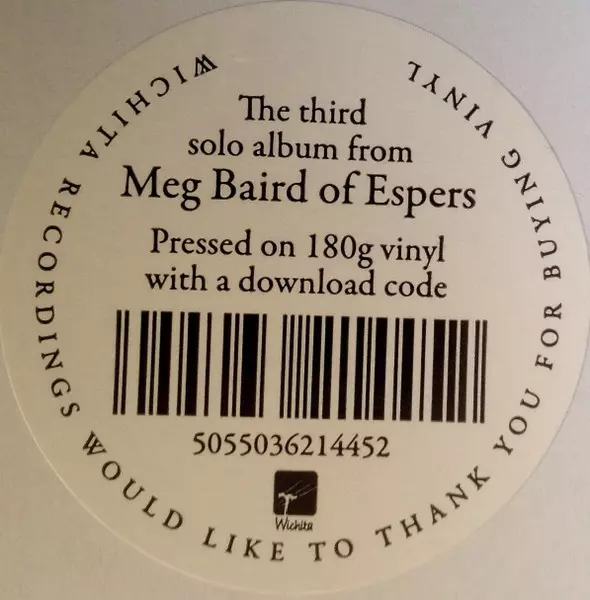 WICHITA RECORDINGS WOULD LIKE TO THANK YOU FOR BUYING VINYL
The third
solo album from
Meg Baird of Espers
Pressed on 180g vinyl
with a download code
5055036214452
Wichita